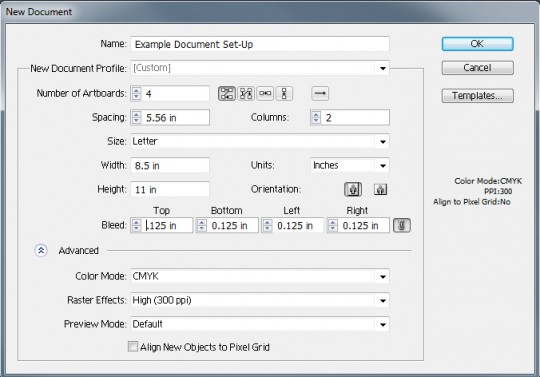 New Document
Name: Example Document Set-Up
OK
New Document Profile: [Custom]
Cancel
Number of Artboards: 4
Templates...
Spacing: 5.56 in Columns: 2
Size: Letter
Width: 8.5 in Units: Inches
Color Mode:CMYK
PPI:300
Align to Pixel Grid:No
Height: 11 in Orientation:
Top Bottom Left Right
Bleed: .125 in 0.125 in 0.125 in 0.125 in
Advanced
Color Mode: CMYK
Raster Effects: High (300 ppi)
Preview Mode: Default
Align New Objects to Pixel Grid